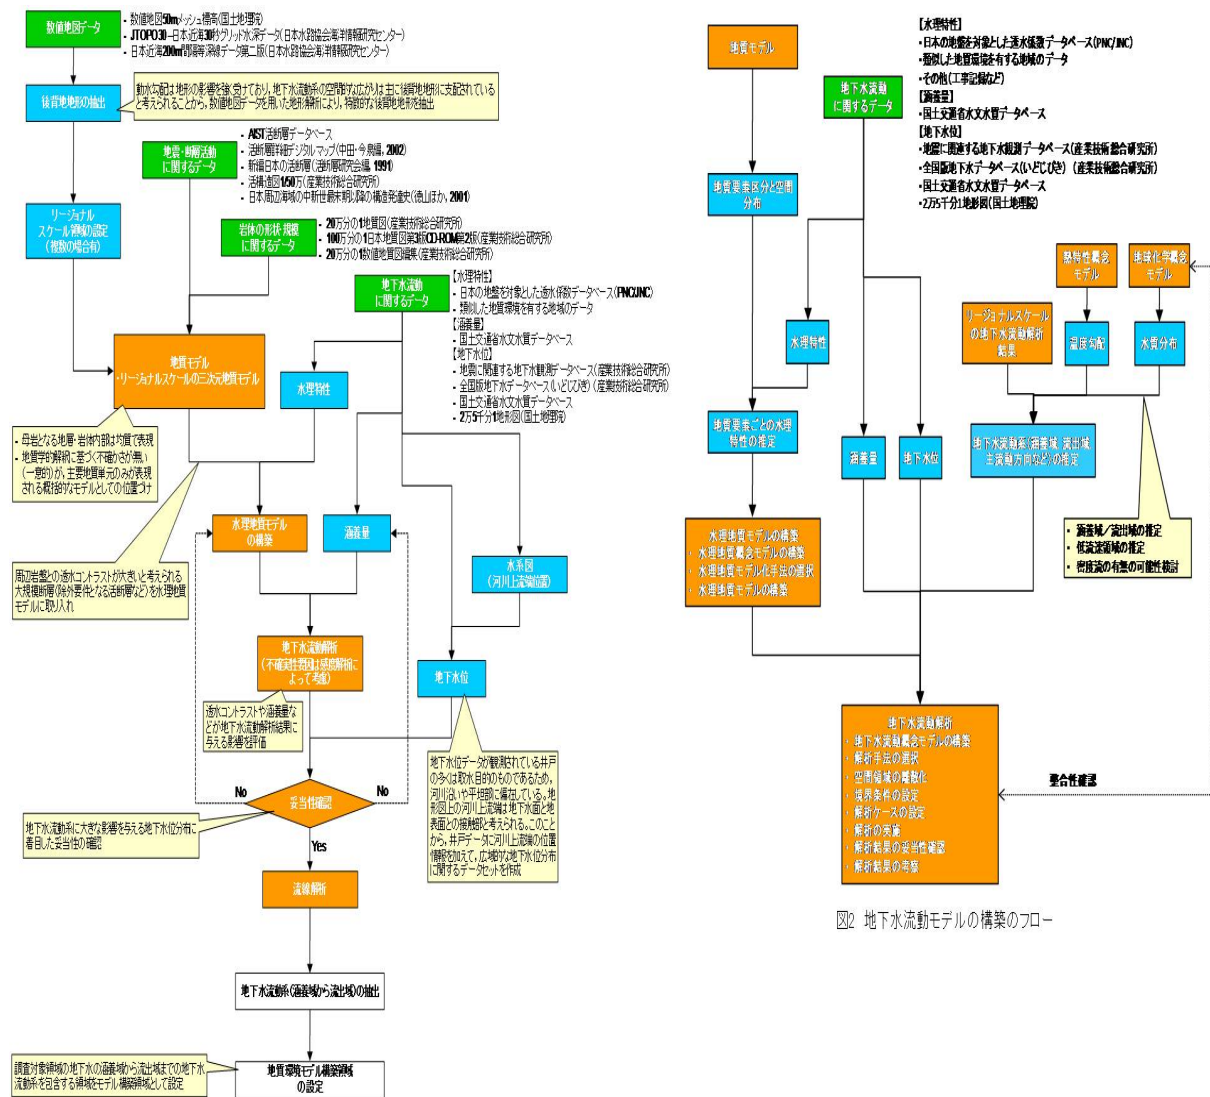 数値地図データ
- 数値地図50mメッシュ標高(国土地理院)
- JTOPO30 -日本近海30秒グリッド水深データ(日本水路協会海洋情報研究センター)
- 日本近海200m間隔等深線データ第二版(日本水路協会海洋情報研究センター)
後背地地形の抽出
動水勾配は地形の影響を強く受けており,地下水流動系の空間的な広がりは主に後背地地形に支配されている
と考えられることから,数値地図データを用いた地形解析により,特徴的な後背地地形を抽出
地震・断層活動
に関するデータ
- AIST活断層データベース
- 活断層詳細デジタルマップ(中田・今泉編,2002)
- 新編日本の活断層(活断層研究会編,1991)
- 活構造図1/50万(産業技術総合研究所)
- 日本周辺海域の中新世最末期以降の構造発達史(徳山ほか,2001)
リージョナル
スケール領域の設定
(複数の場合有)
岩体の形状・規模
に関するデータ
- 20万分の1地質図(産業技術総合研究所)
- 100万分の1日本地質図第3版CD-ROM第2版(産業技術総合研究所)
- 20万分の1数値地質図編集(産業技術総合研究所)
地下水流動
に関するデータ
【水理特性】
- 日本の地盤を対象とした透水係数データベース(PNC/JNC)
- 類似した地質環境を有する地域のデータ
【涵養量】
- 国土交通省水文水質データベース
【地下水位】
- 地震に関連する地下水観測データベース(産業技術総合研究所)
- 全国版地下水データベース(いどじびき)(産業技術総合研究所)
- 国土交通省水文水質データベース
- 2万5千分1地形図(国土地理院)
地質モデル
・リージョナルスケールの三次元地質モデル
水理特性
- 母岩となる地層・岩体内部は均質で表現
- 地質学的解釈に基づく不確かさが無い
(一意的)が,主要地質単元のみが表現
される概括的なモデルとしての位置づけ
水理地質モデル
の構築
涵養量
周辺岩盤との透水コントラストが大きいと考えられる
大規模断層(除外要件となる活断層など)を水理地質
モデルに取り入れ
水系図
(河川上流端位置)
地下水流動解析
(不確実性要因は感度解析に
よって考慮)
地下水位
透水コントラストや涵養量な
どが地下水流動解析結果に
与える影響を評価
地下水位データが観測されている井戸
の多くは取水目的のものであるため,
河川沿いや平坦部に偏在している。地
形図上の河川上流端は地下水面と地
表面との接触部と考えられる。このこと
から,井戸データに河川上流端の位置
情報を加えて,広域的な地下水位分布
に関するデータセットを作成
No
妥当性確認
No
地下水流動系に大きな影響を与える地下水位分布に
着目した妥当性の確認
Yes
流線解析
地下水流動系(涵養域から流出域)の抽出
調査対象領域の地下水の涵養域から流出域までの地下水
流動系を包含する領域をモデル構築領域として設定
地質環境モデル構築領域
の設定
地質モデル
【水理特性】
・日本の地盤を対象とした透水係数データベース(PNC/JNC)
・類似した地質環境を有する地域のデータ
・その他(工事記録など)
【涵養量】
・国土交通省水文水質データベース
【地下水位】
・地震に関連する地下水観測データベース(産業技術総合研究所)
・全国版地下水データベース(いどじびき)(産業技術総合研究所)
・国土交通省水文水質データベース
・2万5千分1地形図(国土地理院)
地下水流動
に関するデータ
地質要素区分と空間
分布
熱特性概念
モデル
地球化学概念
モデル
水理特性
リージョナルスケール
の地下水流動解析
結果
温度勾配
水質分布
地質要素ごとの水理
特性の推定
涵養量
地下水位
地下水流動系(涵養域,流出域,
主流動方向など)の推定
・ 涵養域/流出域の推定
・ 低流速領域の推定
・ 密度流の有無の可能性検討
水理地質モデルの構築
・ 水理地質概念モデルの構築
・ 水理地質モデル化手法の選択
・ 水理地質モデルの構築
地下水流動解析
・ 地下水流動概念モデルの構築
・ 解析手法の選択
・ 空間領域の離散化
・ 境界条件の設定
・ 解析ケースの設定
・ 解析の実施
・ 解析結果の妥当性確認
・ 解析結果の考察
整合性確認
図2 地下水流動モデルの構築のフロー